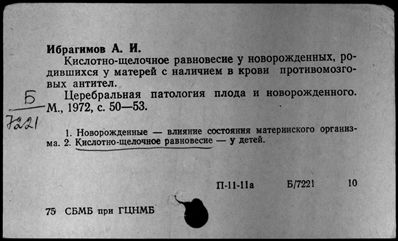 Ибрагимов А. И.
Кислотно-щелочное равновесие у новорожденных, ро-
дившихся у матерей с наличием в крови противомозго-
вых антител.
Церебральная патология плода и новорожденного.
М., 1972, с. 50—53.
Б
7221
1. Новорожденные — влияние состояния материнского организ-
ма. 2. Кислотно-щелочное равновесие — у детей.
П-11-11а Б/7221 10
75 СБМБ при ГЦНМБ